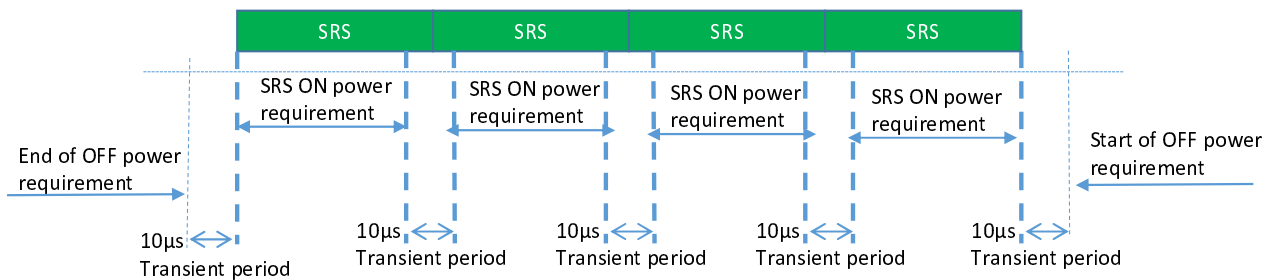 SRS SRS SRS SRS
SRS ON power
requirement
SRS ON power
requirement
SRS ON power
requirement
SRS ON power
requirement
End of OFF power
requirement
Start of OFF power
requirement
10µs
Transient period
10µs
Transient period
10µs
Transient period
10µs
Transient period
10µs
Transient period